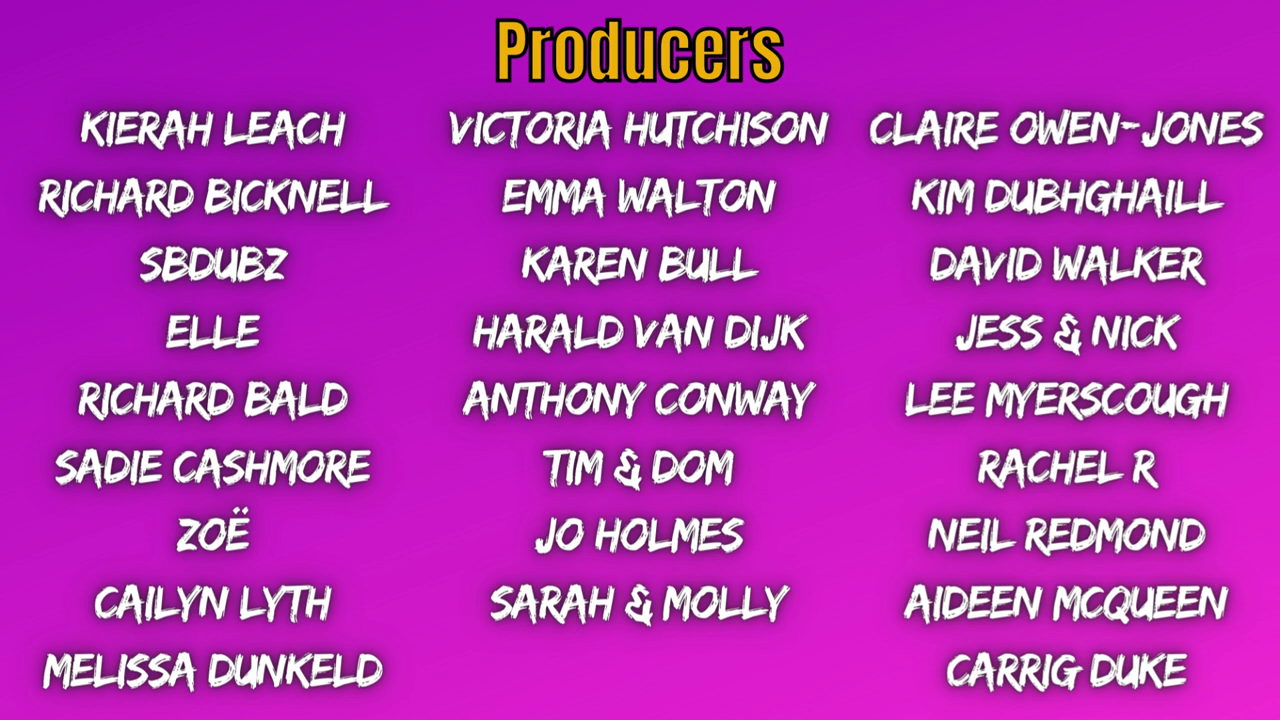 Producers
KIERAH LEACH
RICHARD BICKNELL
SBDUBZ
ELLE
RICHARD BALD
SADIE CASHMORE
ZOË
CAILYN LYTH
MELISSA DUNKELD
VICTORIA HUTCHISON
EMMA WALTON
KAREN BULL
HARALD VAN DIJK
ANTHONY CONWAY
TIM & DOM
JO HOLMES
SARAH & MOLLY
CLAIRE OWEN-JONES
KIM DUBHGHAILL
DAVID WALKER
JESS & NICK
LEE MYERSCOUGH
RACHEL R
NEIL REDMOND
AIDEEN MCQUEEN
CARRIG DUKE